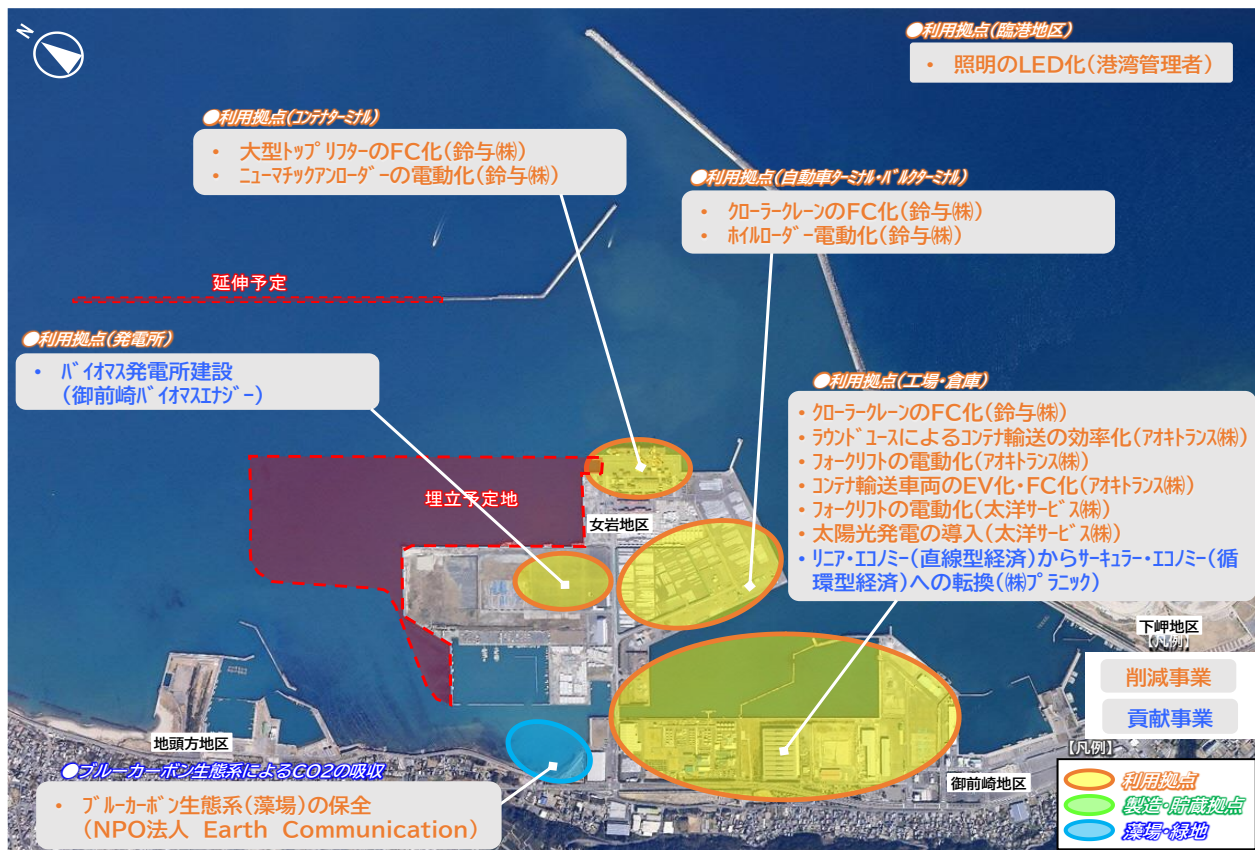 N
●利用拠点(臨港地区)
・ 照明のLED化(港湾管理者)
●利用拠点(コンテナターミナル)
・ 大型トップリフターのFC化(鈴与㈱)
・ ニューマチックアンローダーの電動化(鈴与㈱)
●利用拠点(自動車ターミナル・バルクターミナル)
・ クローラークレーンのFC化(鈴与㈱)
・ ホイルローダー電動化(鈴与㈱)
延伸予定
●利用拠点(発電所)
・ バイオマス発電所建設
(御前崎バイオマスエナジー)
●利用拠点(工場・倉庫)
・クローラークレーンのFC化(鈴与㈱)
・ラウンドユースによるコンテナ輸送の効率化(アオキトランス㈱)
・フォークリフトの電動化(アオキトランス㈱)
・コンテナ輸送車両のEV化・FC化(アオキトランス㈱)
・フォークリフトの電動化(太洋サービス㈱)
・太陽光発電の導入(太洋サービス㈱)
・リニア・エコノミー(直線型経済)からサーキュラー・エコノミー(循
環型経済)への転換(㈱プラニック)
埋立予定地
女岩地区
下岬地区
【凡例】
削減事業
貢献事業
地頭方地区
●ブルーカーボン生態系によるCO2の吸収
・ ブルーカーボン生態系(藻場)の保全
(NPO法人 Earth Communication)
御前崎地区
【凡例】
利用拠点
製造・貯蔵拠点
藻場・緑地